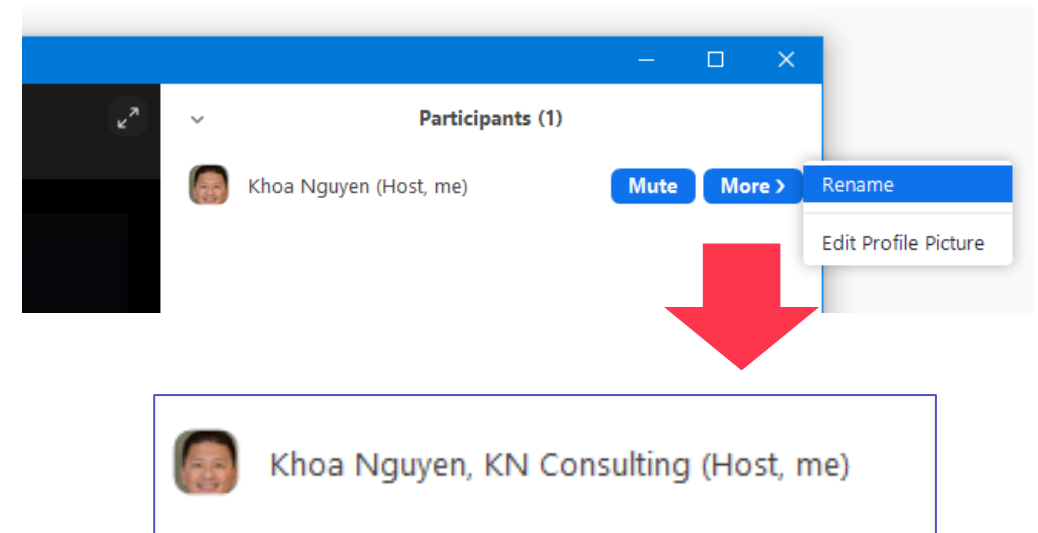 Participants (1)
Khoa Nguyen (Host, me)
Mute
More
Rename
Edit Profile Picture
Khoa Nguyen, KN Consulting (Host, me)